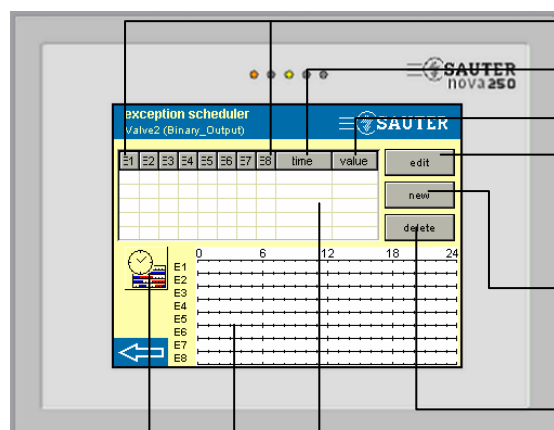 SAUTER
nova250
exception scheduler
Valve2 (Binary_Output)
SAUTER
E1 E2 E3 E4 E5 E6 E7 E8 time value
edit
new
delete
0 6 12 18 24
E1
E2
E3
E4
E5
E6
E7
E8